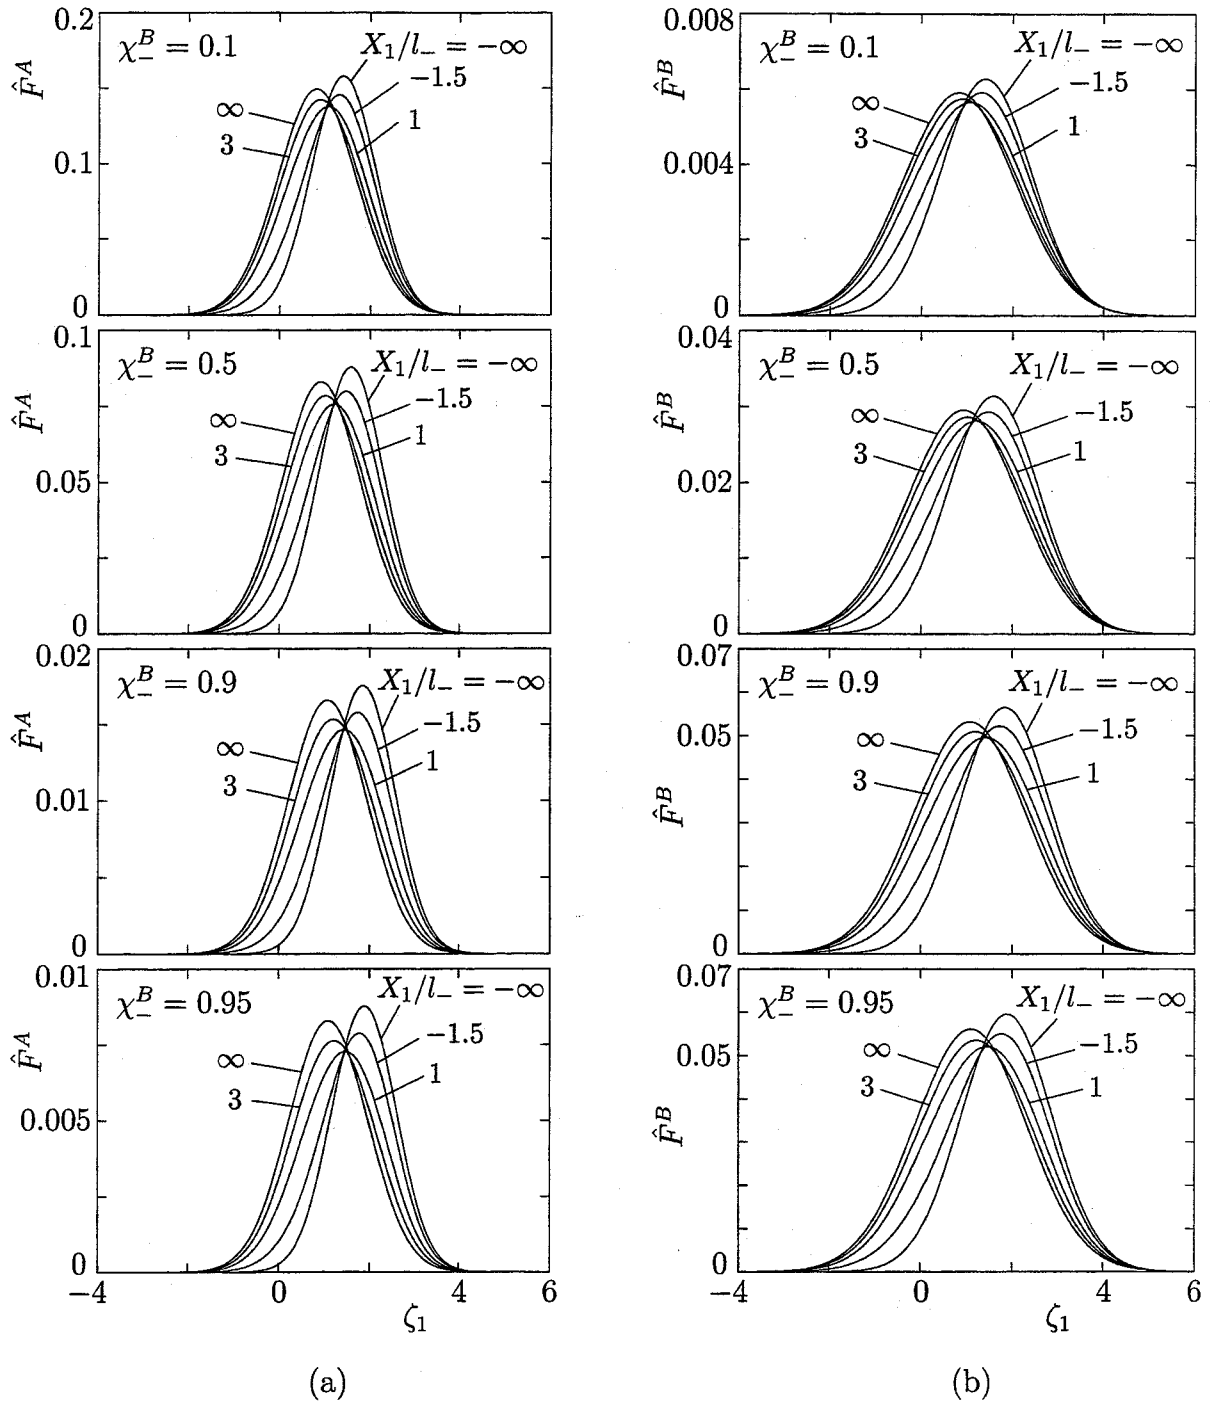 0.2
χ_-^B = 0.1
X_1/l_- = −∞
−1.5
1
∞
3
F̂^A
0.1
0
0.008
χ_-^B = 0.1
X_1/l_- = −∞
−1.5
1
∞
3
F̂^B
0.004
0
0.1
χ_-^B = 0.5
X_1/l_- = −∞
−1.5
1
∞
3
F̂^A
0.05
0
0.04
χ_-^B = 0.5
X_1/l_- = −∞
−1.5
1
∞
3
F̂^B
0.02
0
0.02
χ_-^B = 0.9
X_1/l_- = −∞
−1.5
1
∞
3
F̂^A
0.01
0
0.07
χ_-^B = 0.9
X_1/l_- = −∞
−1.5
1
∞
3
0.05
F̂^B
0
0.01
χ_-^B = 0.95
X_1/l_- = −∞
−1.5
1
∞
3
F̂^A
0.005
0
−4 0 4 6
ζ_1
0.07
χ_-^B = 0.95
X_1/l_- = −∞
−1.5
1
∞
3
0.05
F̂^B
0
−4 0 4 6
ζ_1
(a)
(b)